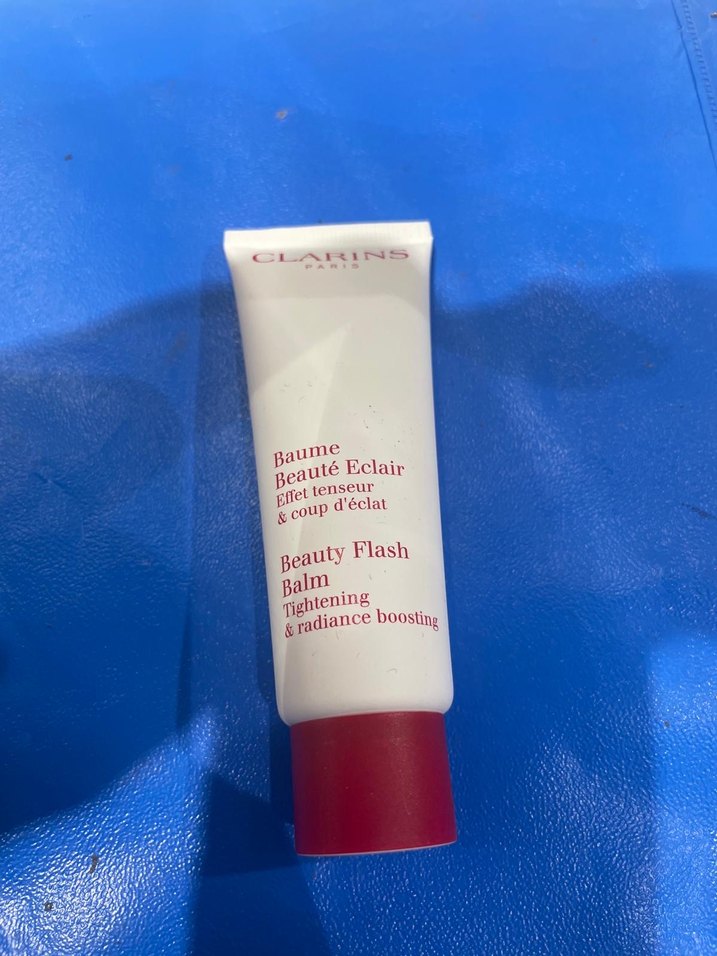 CLARINS
PARIS
Baume
Beauté Eclair
Effet tenseur
& coup d'éclat
Beauty Flash
Balm
Tightening
& radiance boosting